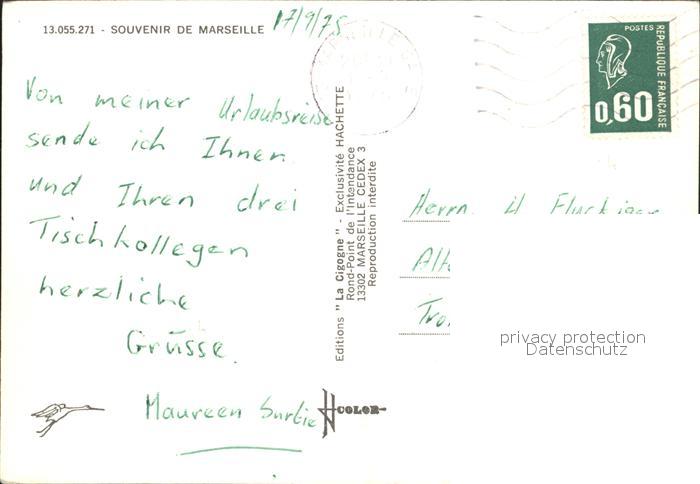 13.055.271 - SOUVENIR DE MARSEILLE
17/9/75
POSTES
REPUBLIQUE FRANÇAISE
0,60
Von meiner Urlaubsreise
sende ich Ihnen
und Ihren drei
Tischkollegen
herzliche
Grüsse.
Maureen
Editions "La Cigogne" - Exclusivité HACHETTE
Rond-Point de l'Intendance
13302 MARSEILLE CEDEX 3
Reproduction interdite
COLOR
Herrn H
privacy protection
Datenschutz